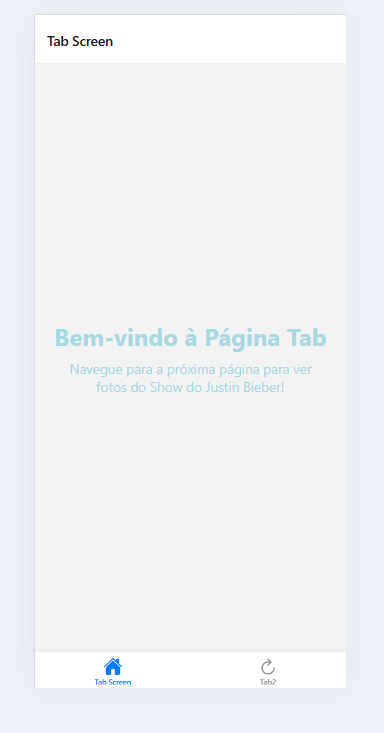 Tab Screen
Bem-vindo à Página Tab
Navegue para a próxima página para ver
fotos do Show do Justin Bieber!
Tab Screen
Tab2